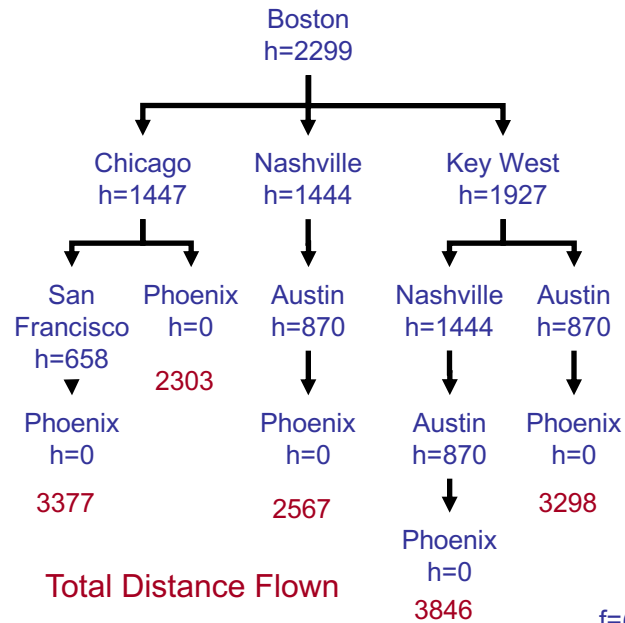 Boston
h=2299
Chicago
h=1447
Nashville
h=1444
Key West
h=1927
San
Francisco
h=658
Phoenix
h=0
2303
Austin
h=870
Nashville
h=1444
Austin
h=870
Phoenix
h=0
3377
Phoenix
h=0
2567
Austin
h=870
Phoenix
h=0
3298
Phoenix
h=0
3846
Total Distance Flown